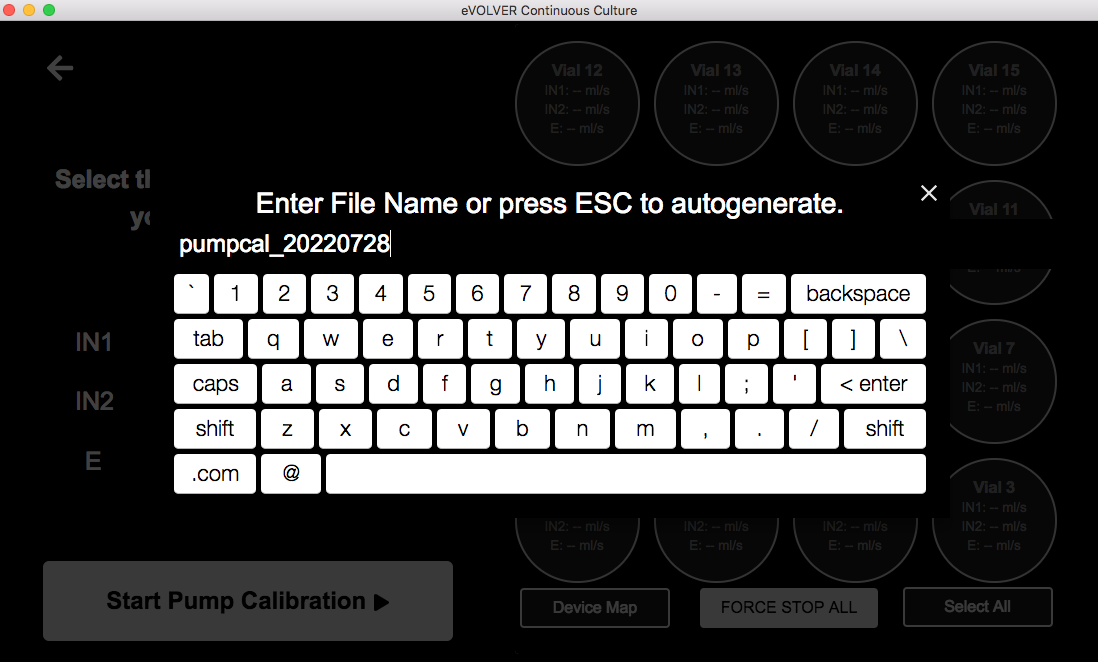 eVOLVER Continuous Culture
Vial 12
IN1: -- ml/s
IN2: -- ml/s
E: -- ml/s
Vial 13
IN1: -- ml/s
IN2: -- ml/s
E: -- ml/s
Vial 14
IN1: -- ml/s
IN2: -- ml/s
E: -- ml/s
Vial 15
IN1: -- ml/s
IN2: -- ml/s
E: -- ml/s
Select
Enter File Name or press ESC to autogenerate.
pumpcal_20220728
Vial 11
` 1 2 3 4 5 6 7 8 9 0 - = backspace
tab q w e r t y u i o p [ ] \
caps a s d f g h j k l ; ' < enter
shift z x c v b n m , . / shift
.com @
IN1
IN2
E
E: -- ml/s
Vial 7
IN1: -- ml/s
IN2: -- ml/s
E: -- ml/s
Vial 3
IN1: -- ml/s
IN2: -- ml/s
E: -- ml/s
IN2: -- ml/s
E: -- ml/s
IN2: -- ml/s
E: -- ml/s
IN2: -- ml/s
E: -- ml/s
Start Pump Calibration
Device Map
FORCE STOP ALL
Select All